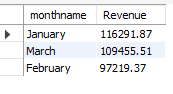 monthname Revenue
January 116291.87
March 109455.51
February 97219.37